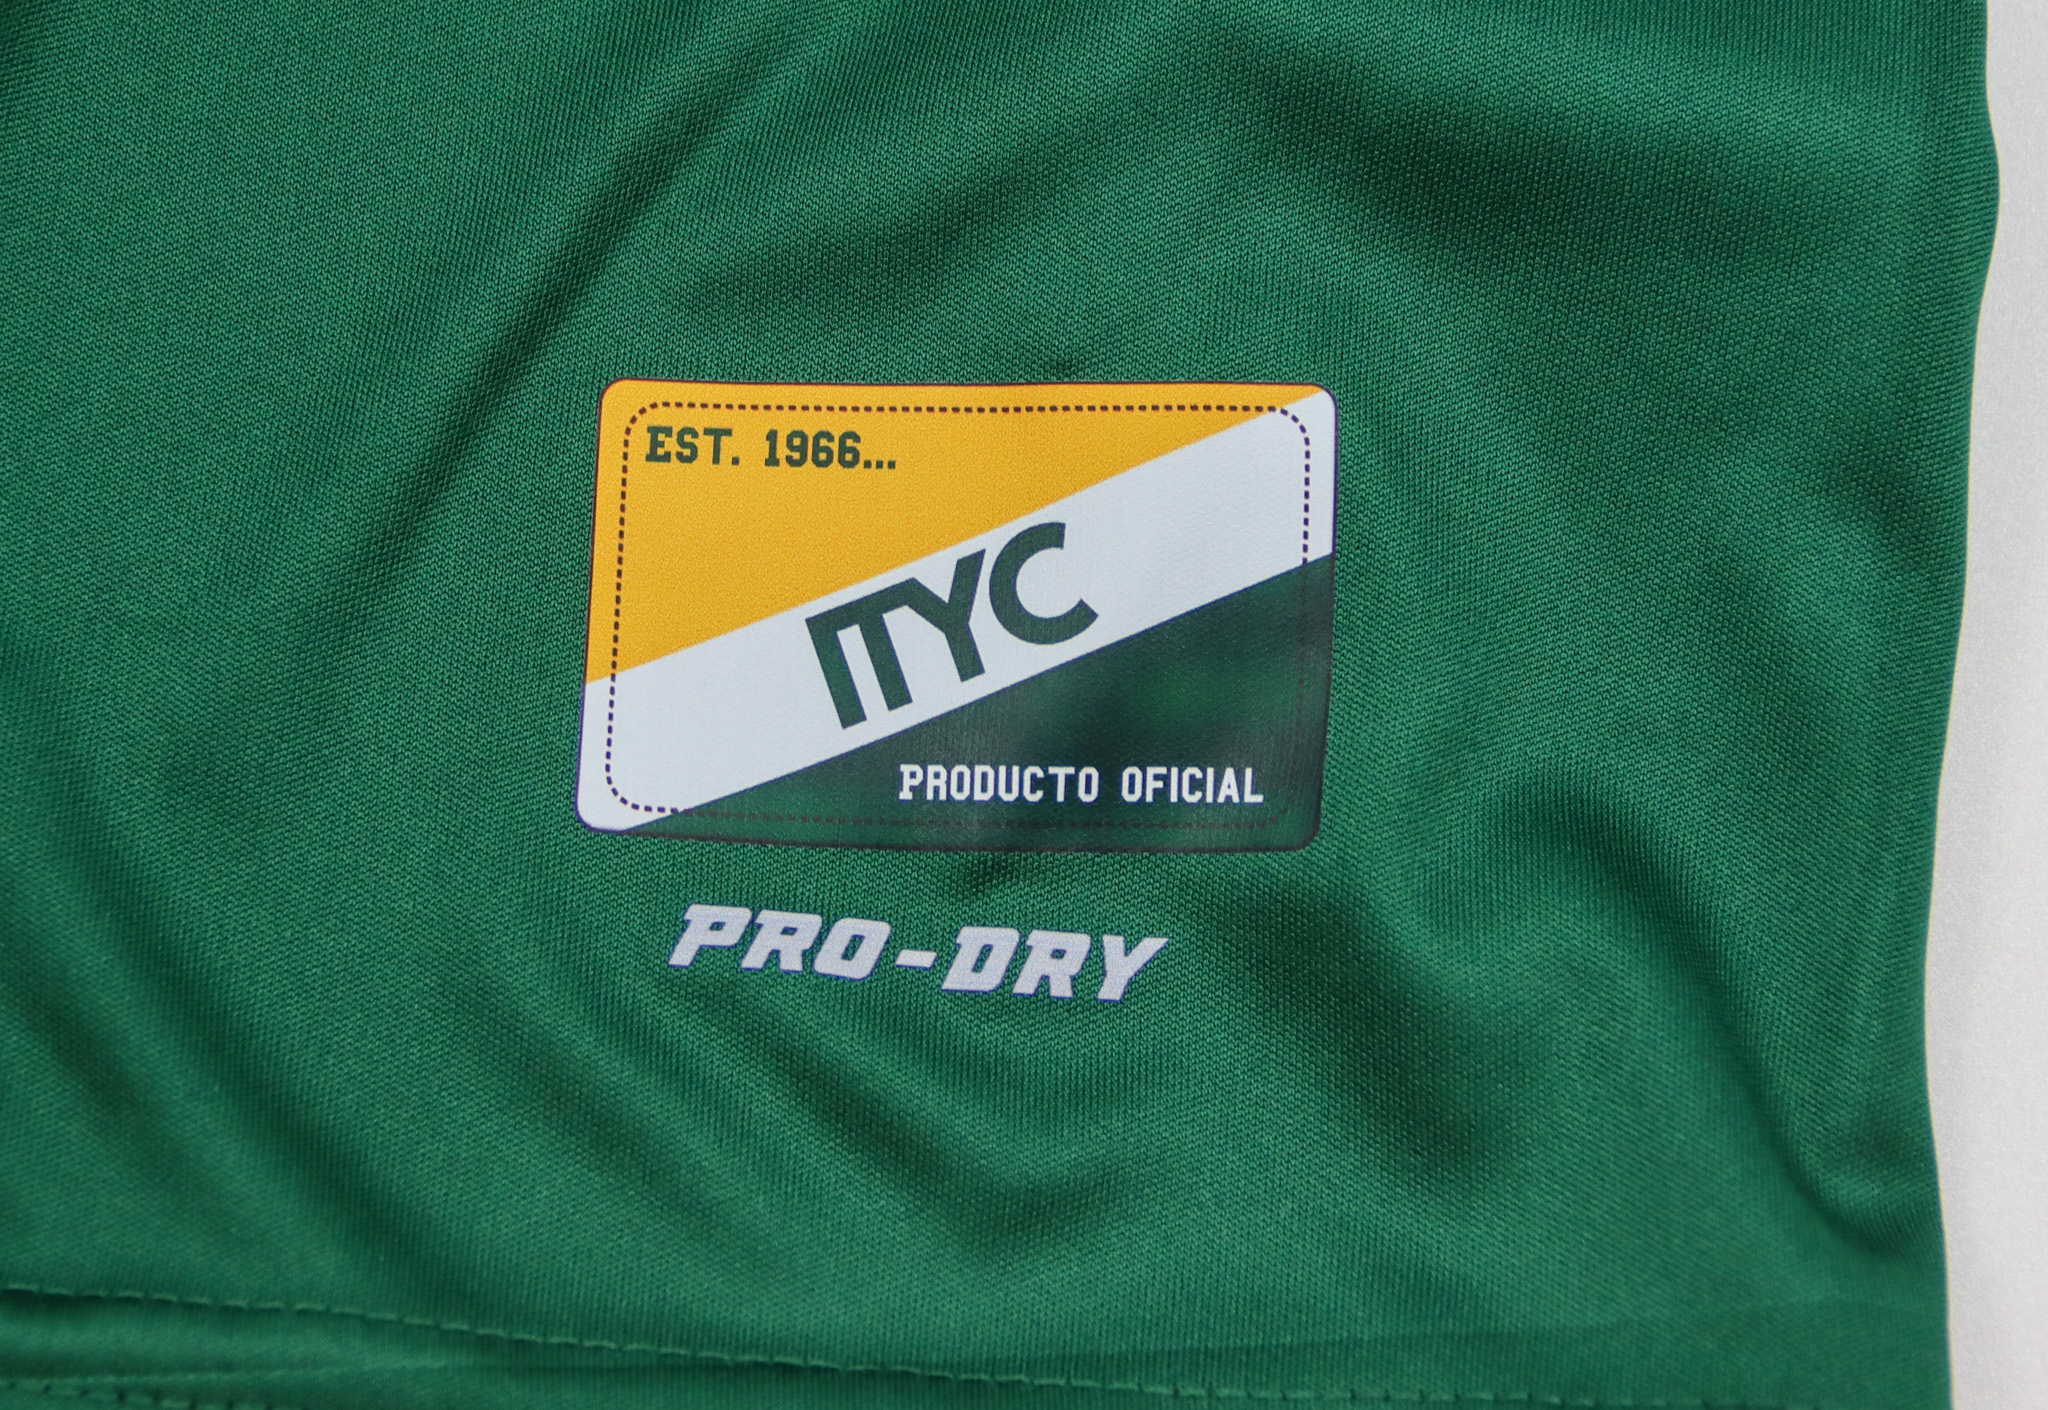 EST. 1966...
MYC
PRODUCTO OFICIAL
PRO-DRY